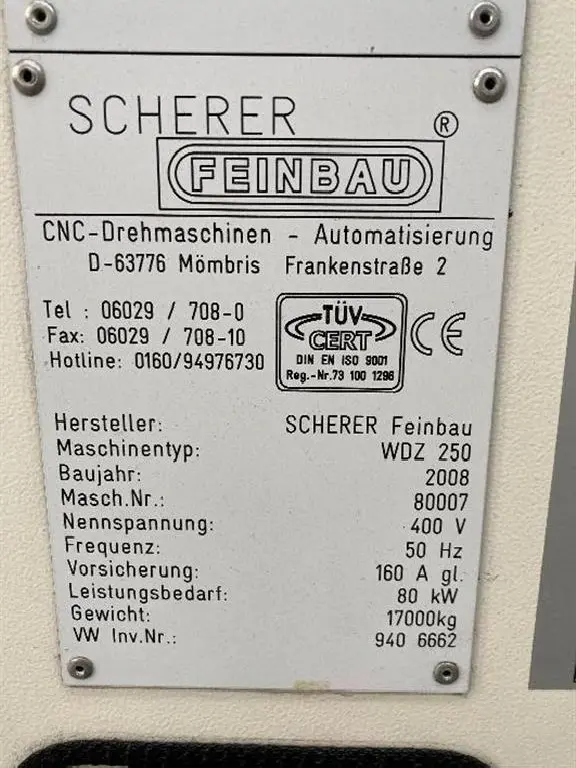 SCHERER ®
FEINBAU
CNC-Drehmaschinen - Automatisierung
D-63776 Mömbris Frankenstraße 2
Tel : 06029 / 708-0
Fax: 06029 / 708-10
Hotline: 0160/94976730
TÜV
CERT
DIN EN ISO 9001
Reg.-Nr.73 100 1296
CE
Hersteller: SCHERER Feinbau
Maschinentyp: WDZ 250
Baujahr: 2008
Masch.Nr.: 80007
Nennspannung: 400 V
Frequenz: 50 Hz
Vorsicherung: 160 A gl.
Leistungsbedarf: 80 kW
Gewicht: 17000kg
VW Inv.Nr.: 940 6662